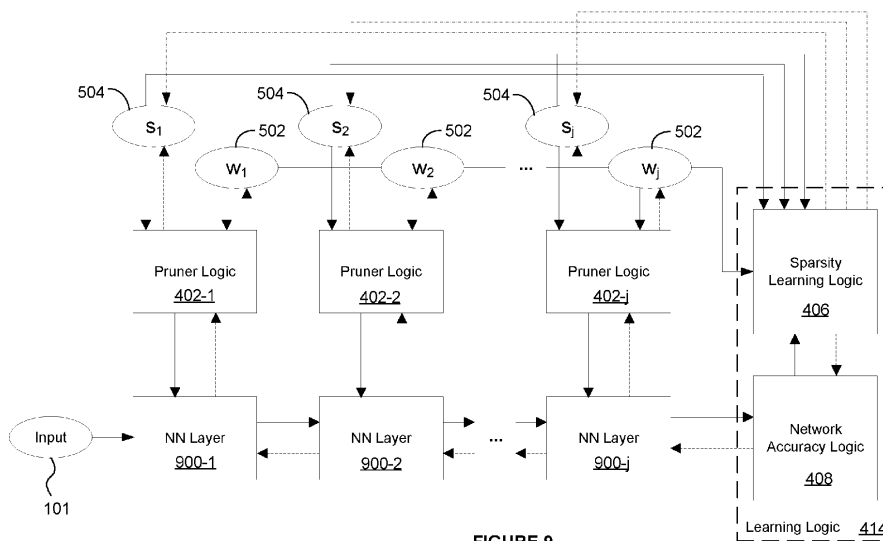 504
S1
502
W1
504
S2
502
W2
...
504
Sj
502
Wj
Pruner Logic
402-1
Pruner Logic
402-2
Pruner Logic
402-j
Sparsity
Learning Logic
406
Input
101
NN Layer
900-1
NN Layer
900-2
...
NN Layer
900-j
Network
Accuracy Logic
408
Learning Logic 414
FIGURE 9